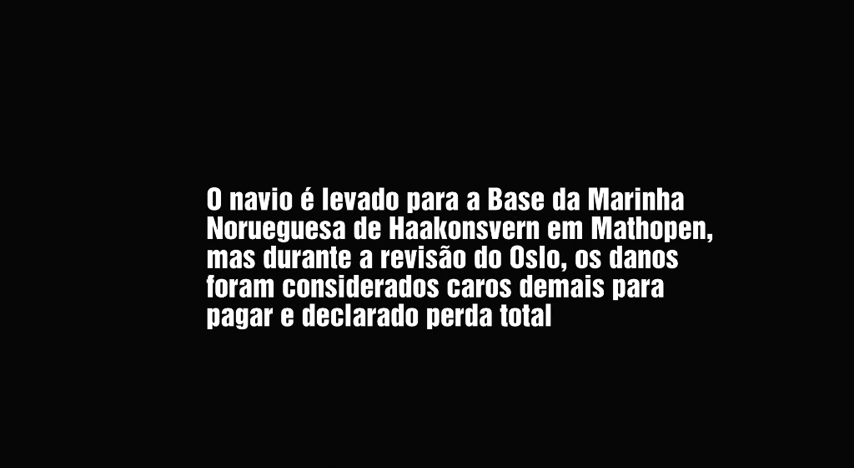 O navio é levado para a Base da Marinha
Norueguesa de Haakonsvern em Mathopen,
mas durante a revisão do Oslo, os danos
foram considerados caros demais para
pagar e declarado perda total